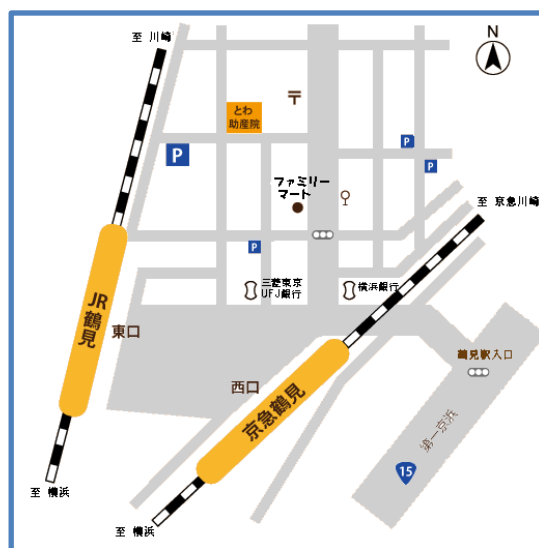 至 川崎
N
とわ
助産院
〒
P
P
P
ファミリー
マート
至 京急川崎
P
三菱東京
UFJ銀行
横浜銀行
JR鶴見
東口
鶴見駅入口
西口
京急鶴見
第一京浜
15
至 横浜
至 横浜